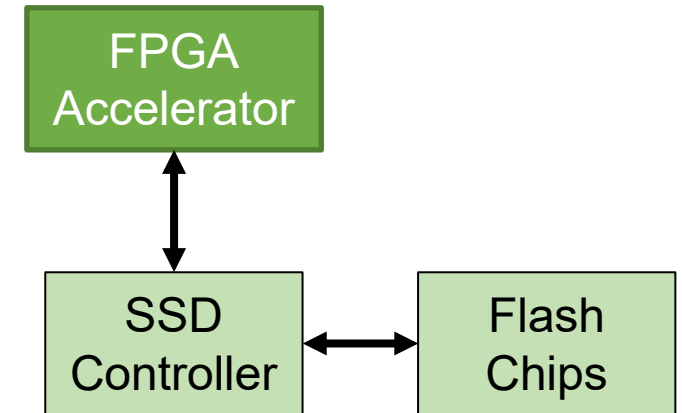 FPGA
Accelerator
SSD
Controller
Flash
Chips